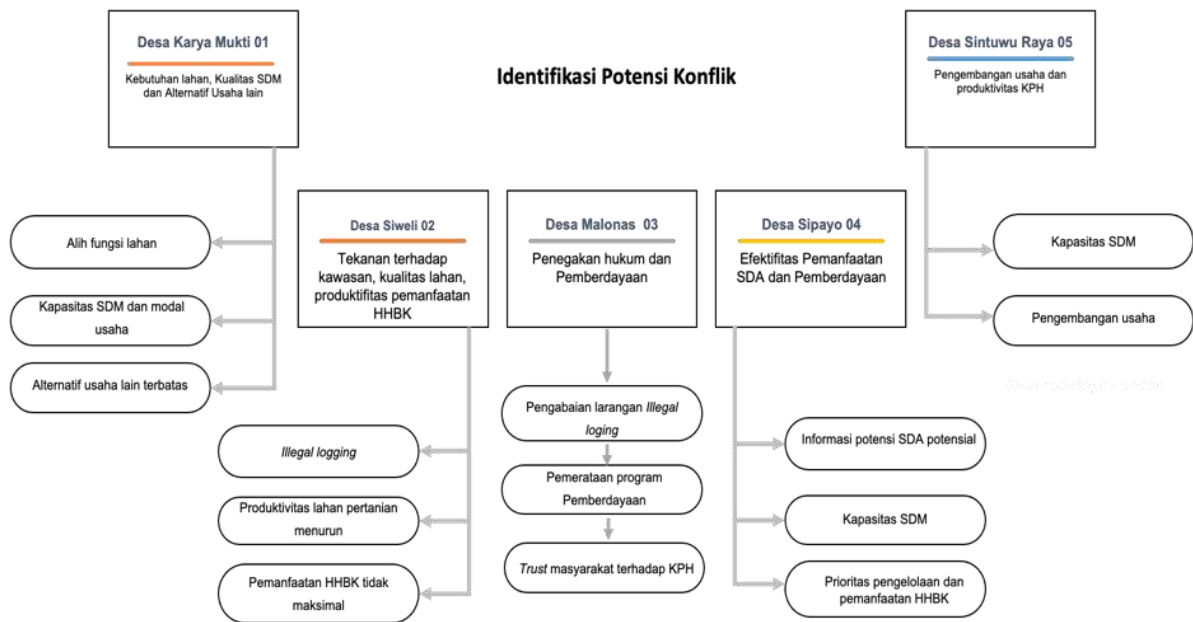 Identifikasi Potensi Konflik
Desa Karya Mukti 01
Kebutuhan lahan, Kualitas SDM
dan Alternatif Usaha lain
Alih fungsi lahan
Kapasitas SDM dan modal
usaha
Alternatif usaha lain terbatas
Desa Siweli 02
Tekanan terhadap
kawasan, kualitas lahan,
produktifitas pemanfaatan
HHBK
Illegal logging
Produktivitas lahan pertanian
menurun
Pemanfaatan HHBK tidak
maksimal
Desa Malonas 03
Penegakan hukum dan
Pemberdayaan
Pengabaian larangan Illegal
loging
Pemerataan program
Pemberdayaan
Trust masyarakat terhadap KPH
Desa Sipayo 04
Efektifitas Pemanfaatan
SDA dan Pemberdayaan
Informasi potensi SDA potensial
Kapasitas SDM
Prioritas pengelolaan dan
pemanfaatan HHBK
Desa Sintuwu Raya 05
Pengembangan usaha dan
produktivitas KPH
Kapasitas SDM
Pengembangan usaha